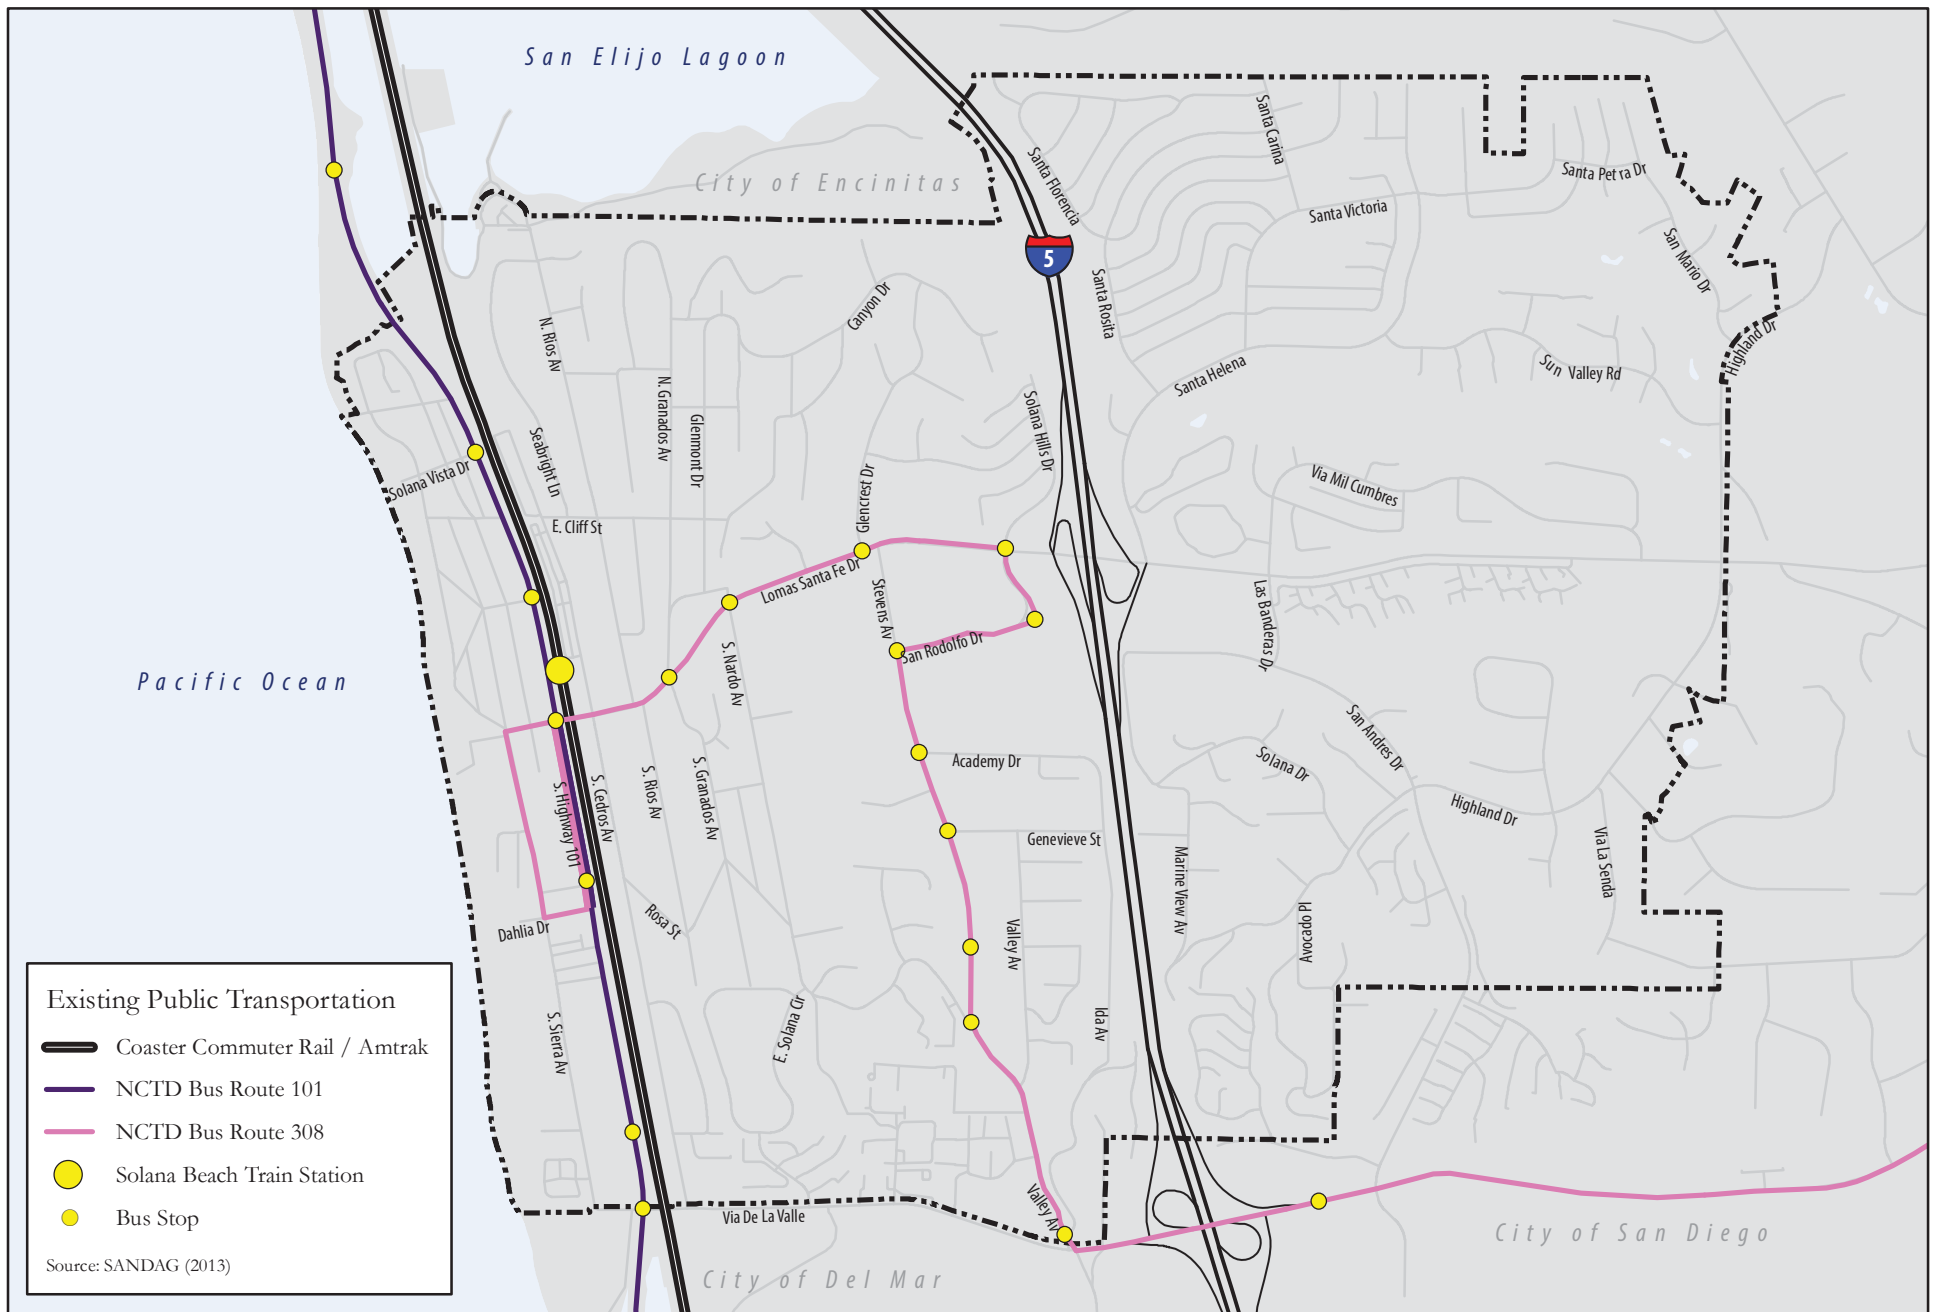 San Elijo Lagoon
City of Encinitas
Santa Florencia
Santa Carina
Santa Petra Dr
Santa Victoria
San Mario Dr
5
Santa Rosita
Canyon Dr
N. Rios Av
Highland Dr
Sun Valley Rd
Santa Helena
N. Granados Av
Glenmont Dr
Solana Hills Dr
Seabright Ln
Solana Vista Dr
Glencrest Dr
Via Mil Cumbres
E. Cliff St
Lomas Santa Fe Dr
Stevens Av
Las Banderas Dr
San Rodolfo Dr
S. Nardo Av
Pacific Ocean
San Andres Dr
Solana Dr
Academy Dr
S. Highway 101
S. Cedros Av
S. Rios Av
S. Granados Av
Highland Dr
Genevieve St
Marine View Av
Via La Senda
Avocedo Pl
Rosa St
Dahlia Dr
Valley Av
Ida Av
E. Solana Cir
S. Sierra Av
Valley Av
Via De La Valle
City of San Diego
City of Del Mar
Existing Public Transportation
Coaster Commuter Rail / Amtrak
NCTD Bus Route 101
NCTD Bus Route 308
Solana Beach Train Station
Bus Stop
Source: SANDAG (2013)